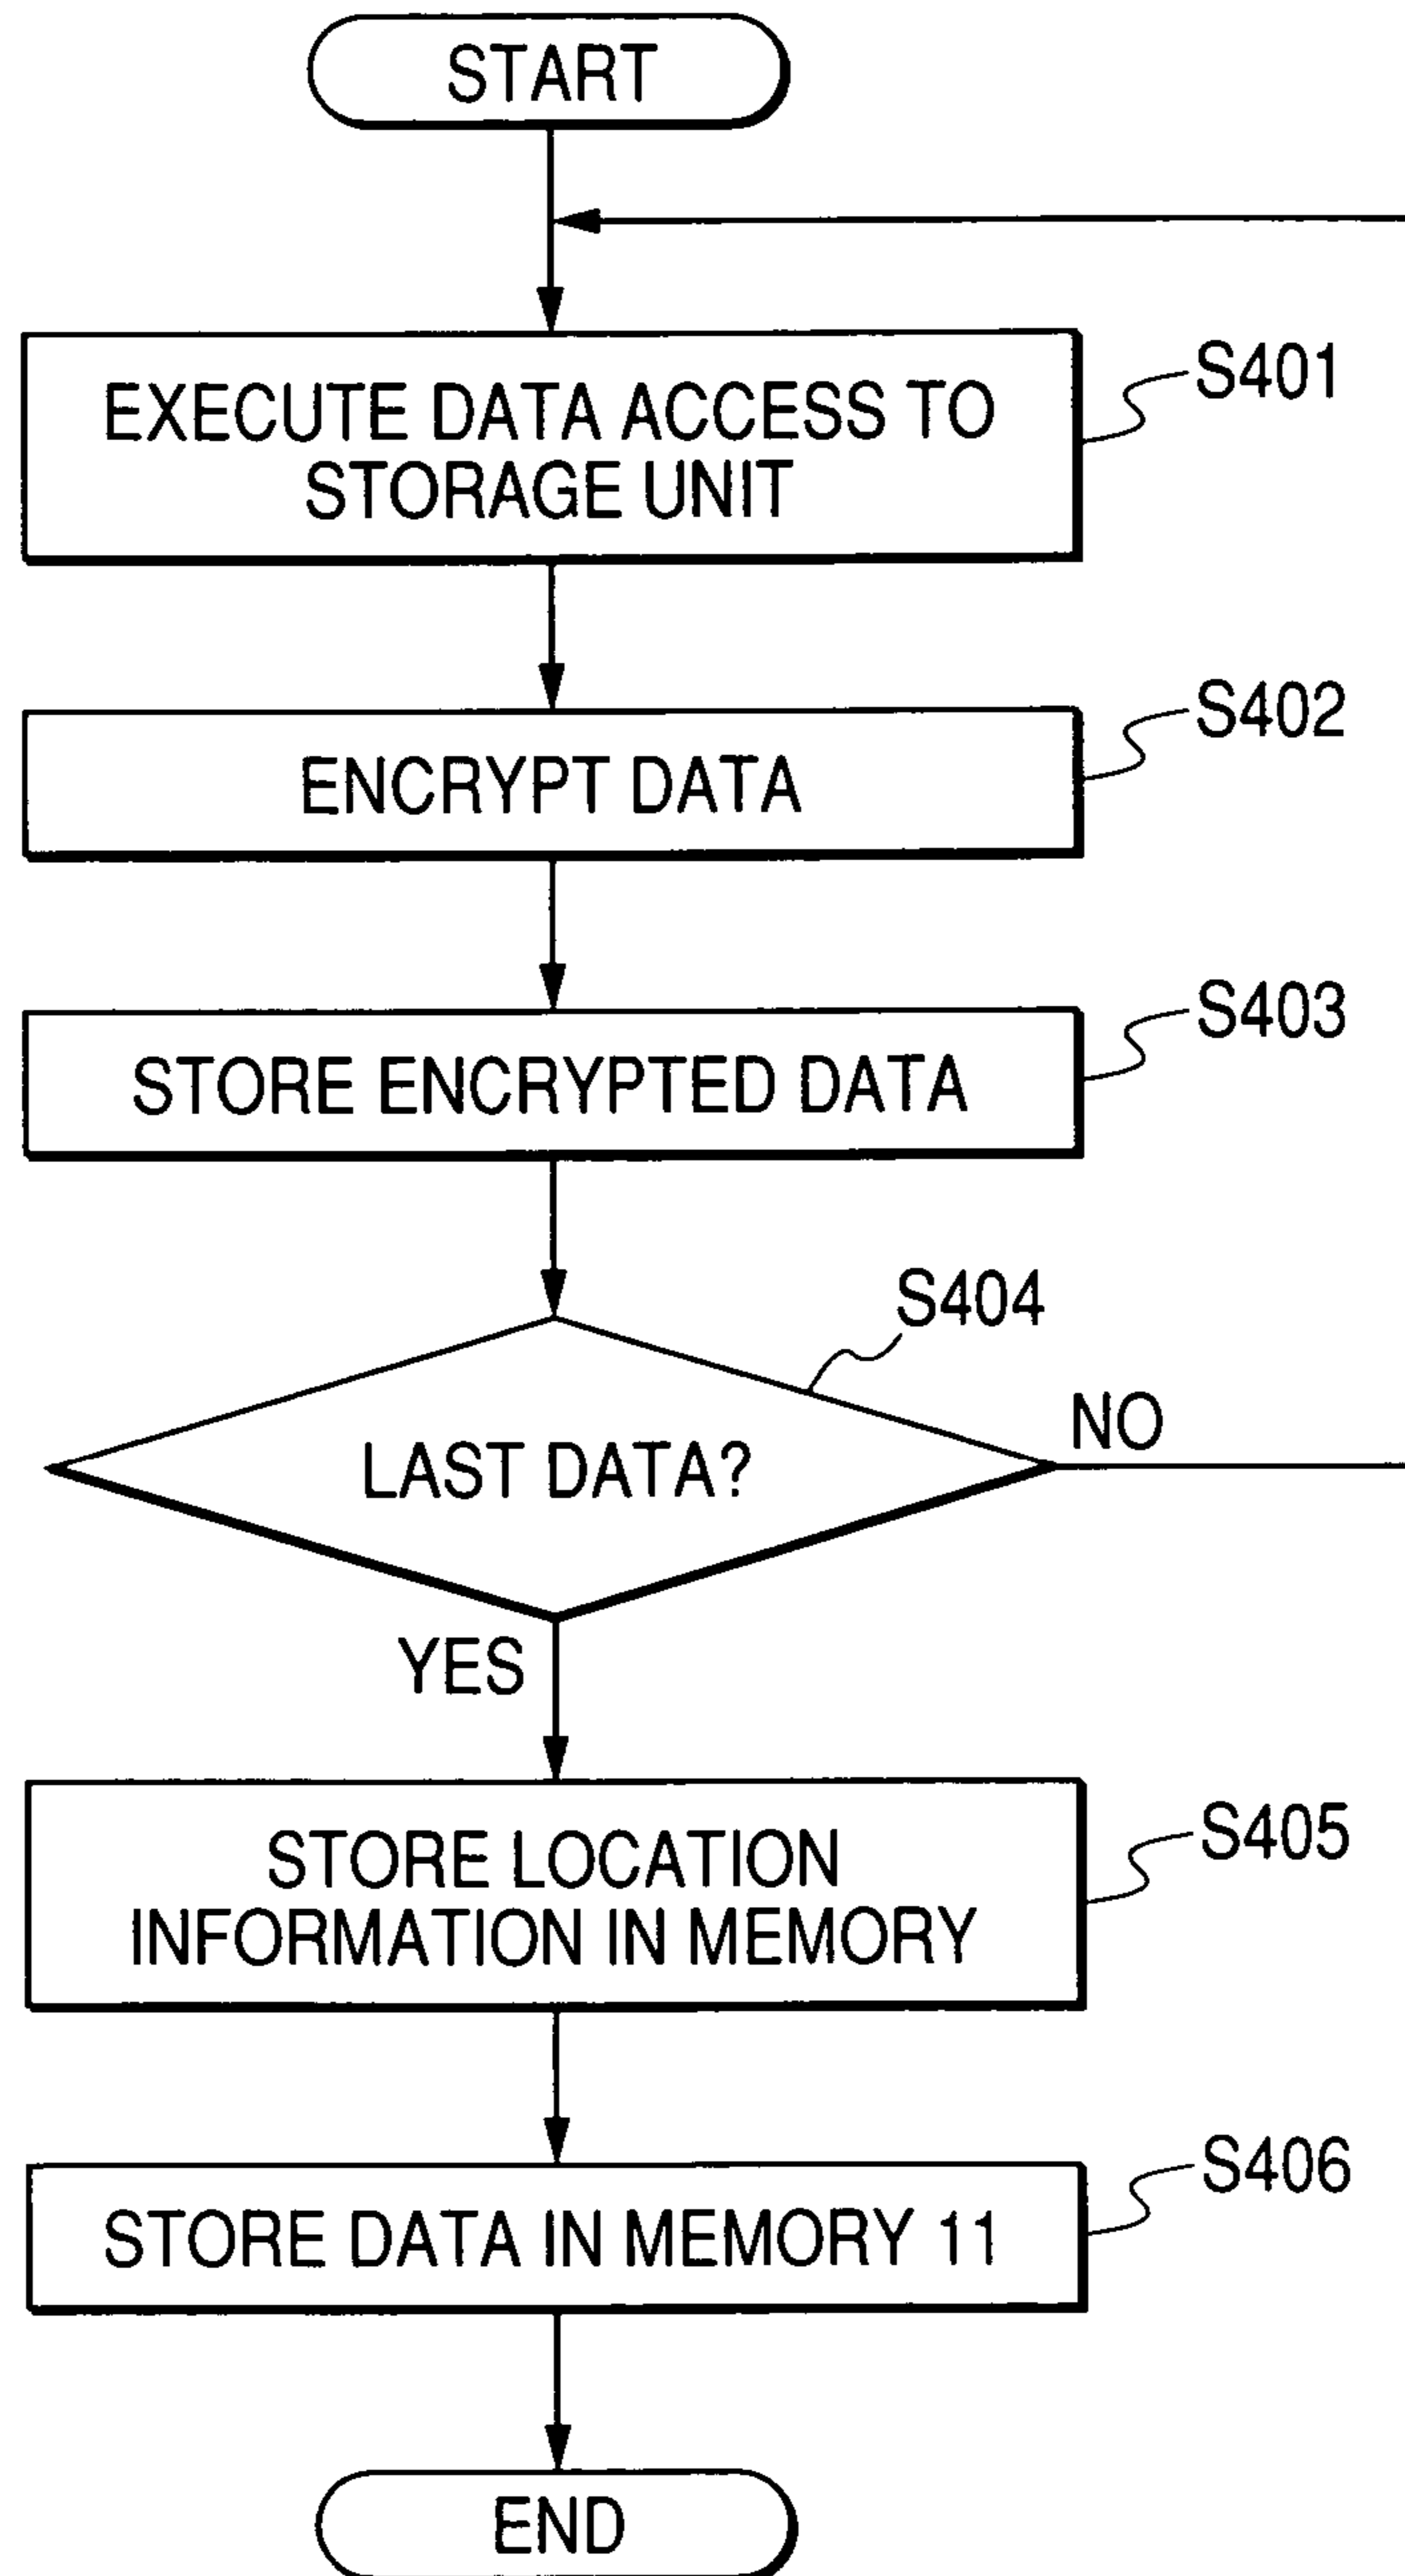 START
EXECUTE DATA ACCESS TO
STORAGE UNIT
S401
ENCRYPT DATA
S402
STORE ENCRYPTED DATA
S403
S404
LAST DATA?
NO
YES
STORE LOCATION
INFORMATION IN MEMORY
S405
STORE DATA IN MEMORY 11
S406
END